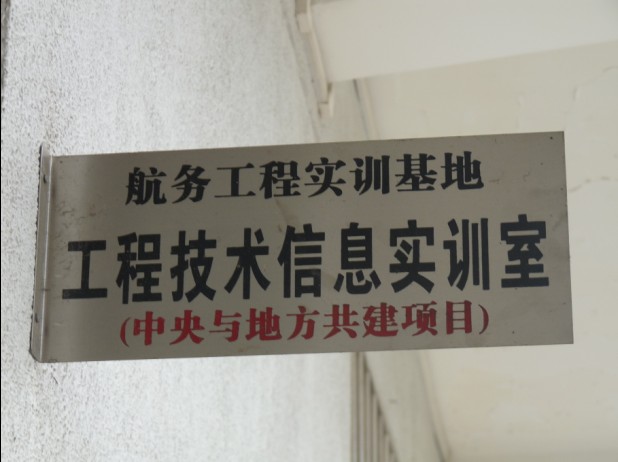 航务工程实训基地
工程技术信息实训室
(中央与地方共建项目)